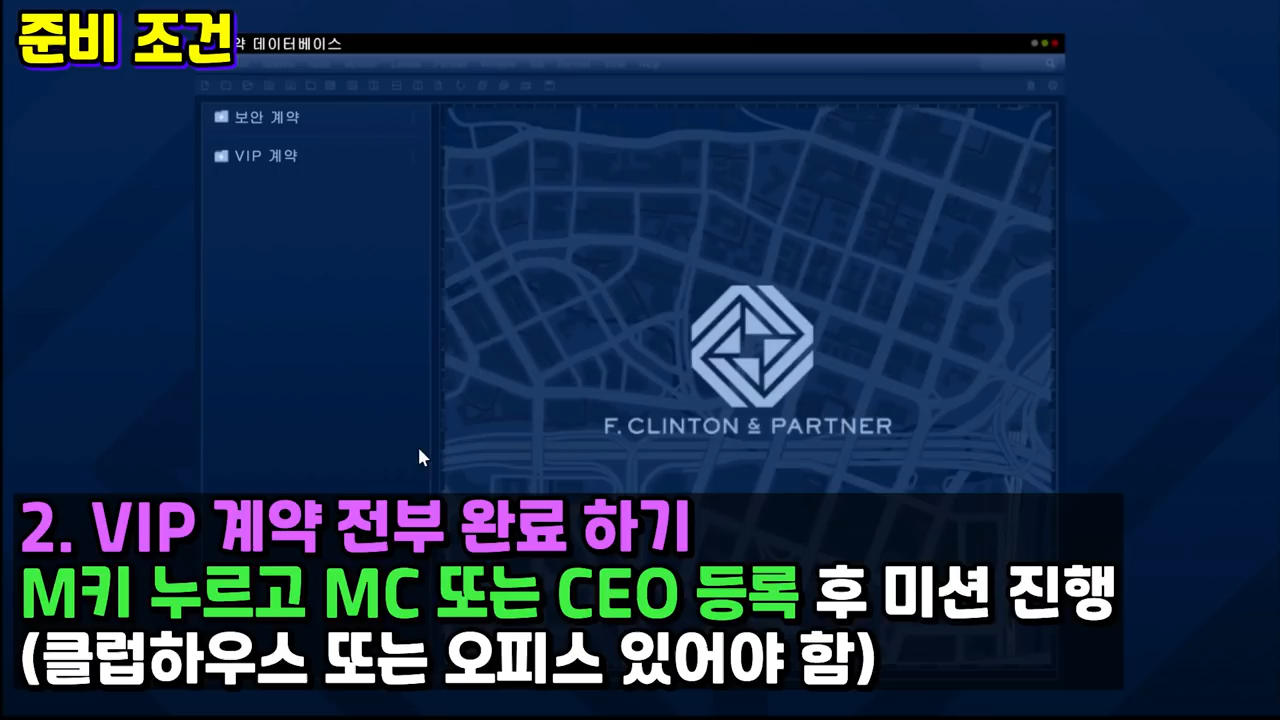 준비 조건
약 데이터베이스
보안 계약
VIP 계약
F. CLINTON & PARTNER
2. VIP 계약 전부 완료 하기
M키 누르고 MC 또는 CEO 등록 후 미션 진행
(클럽하우스 또는 오피스 있어야 함)